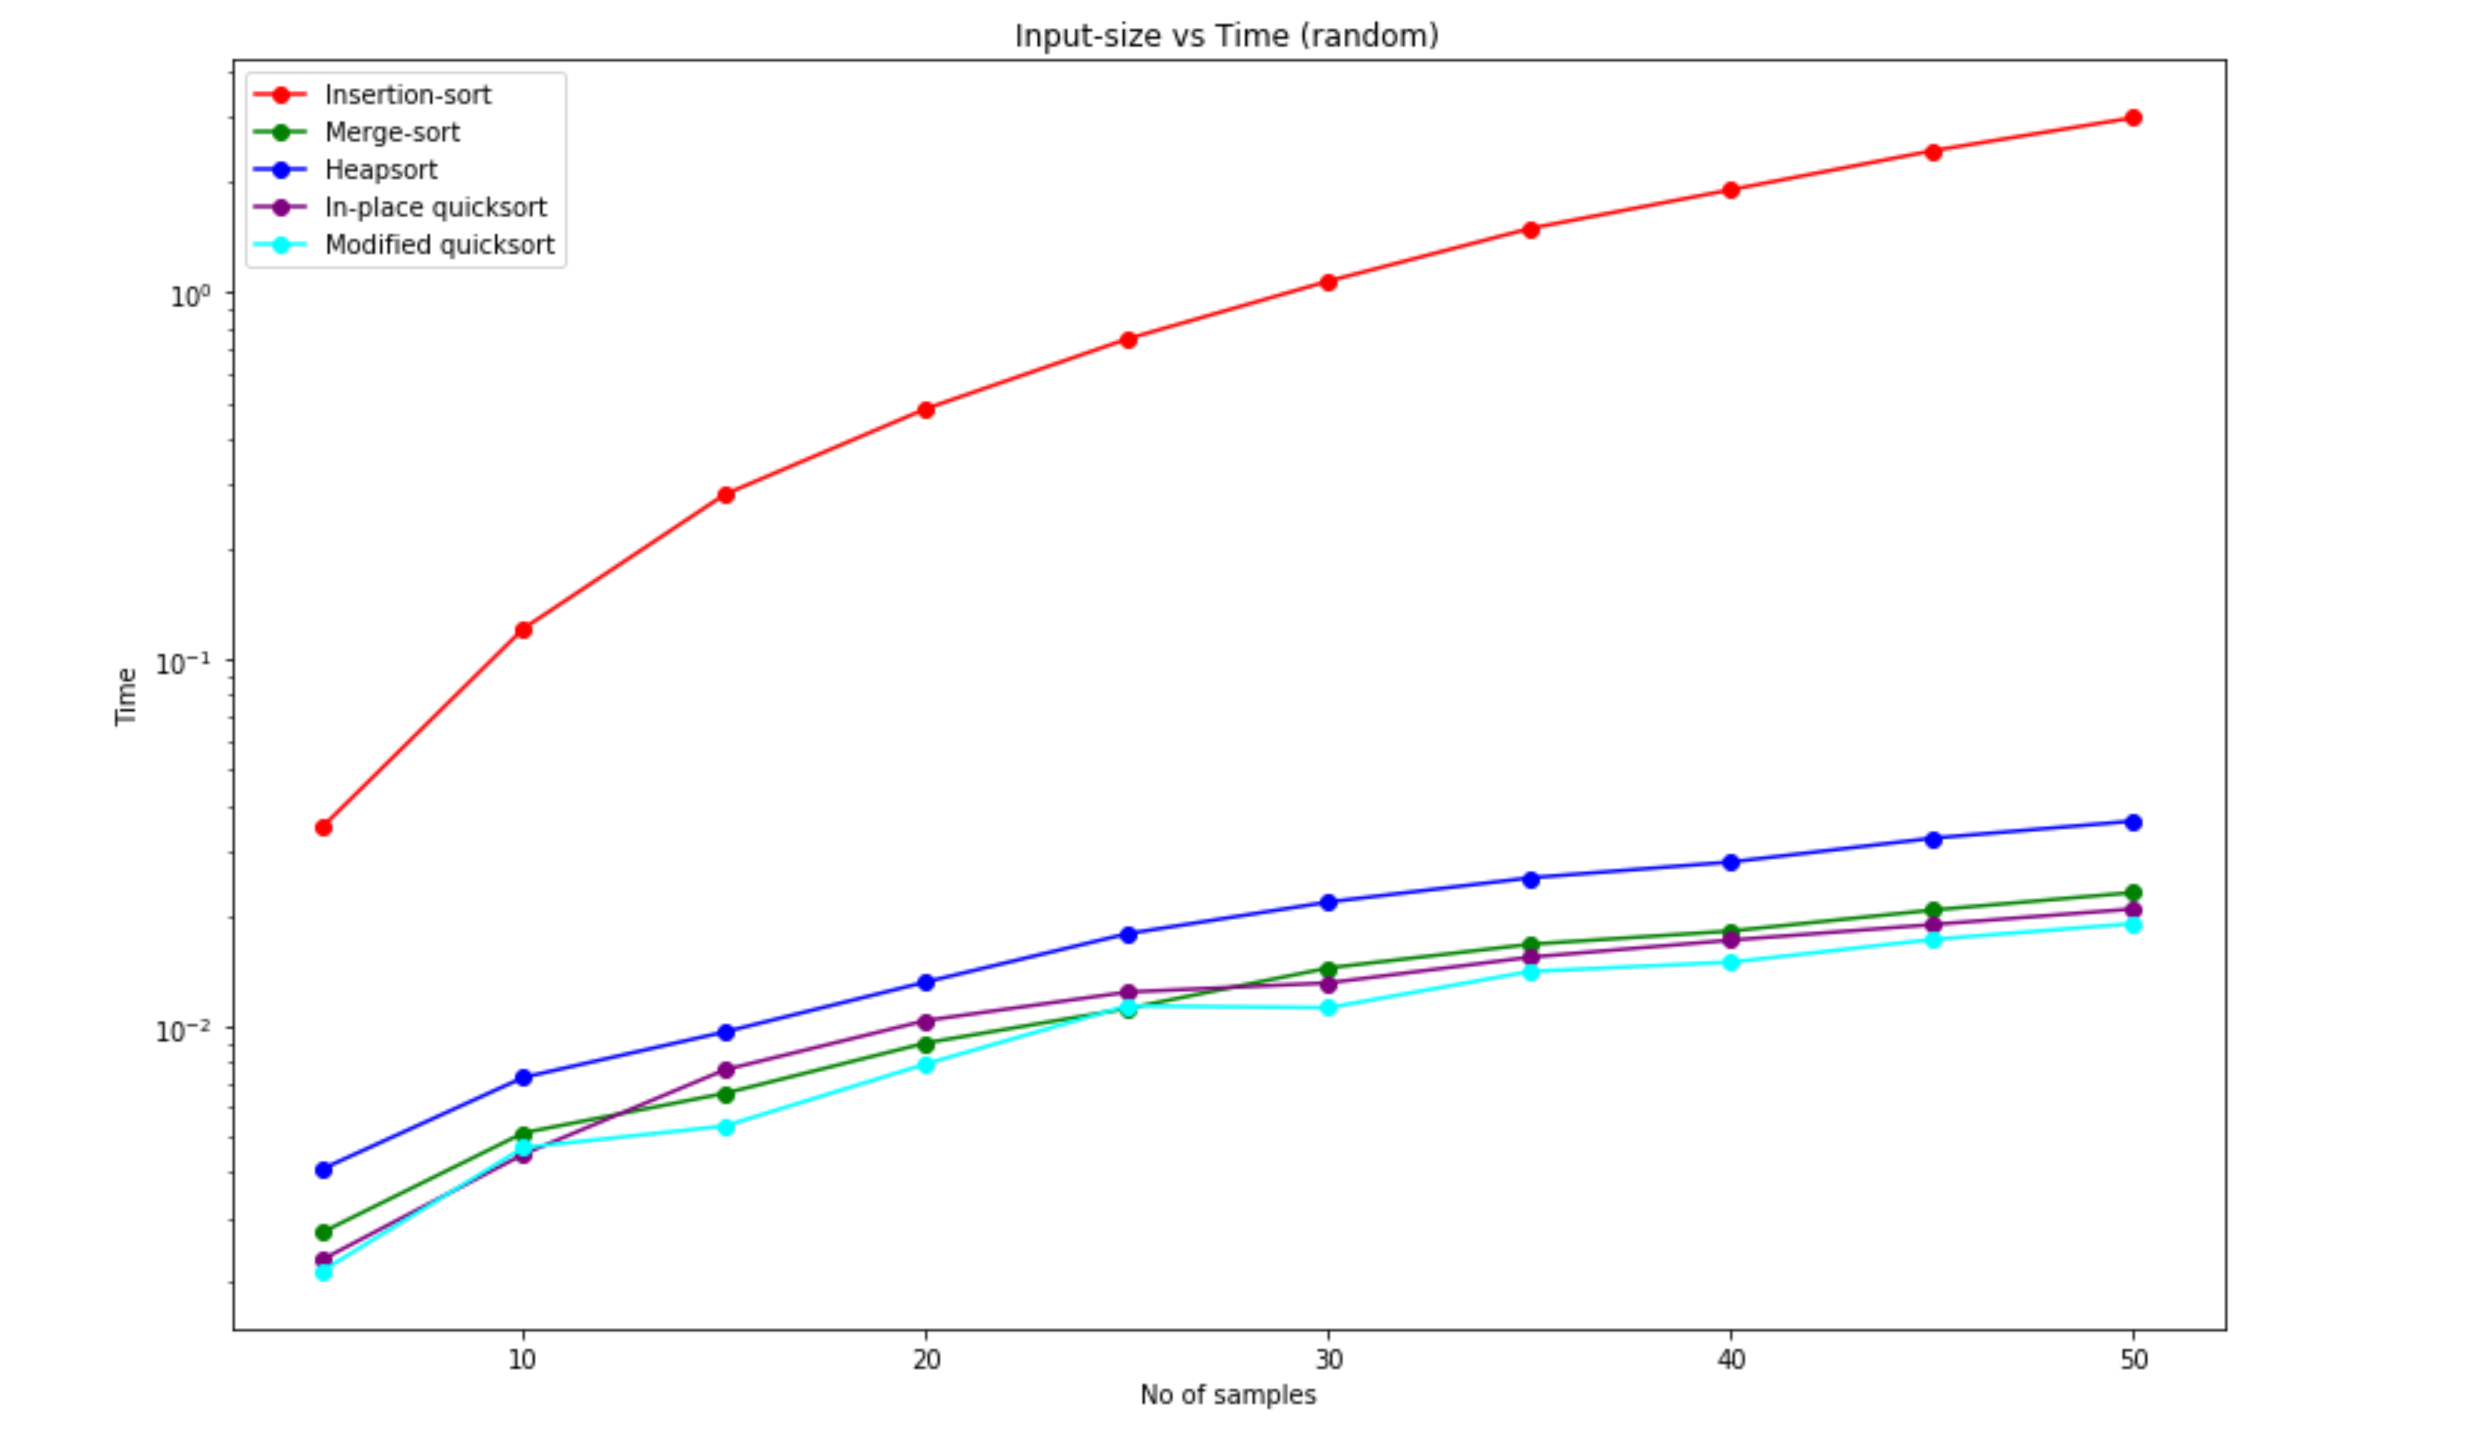 Input-size vs Time (random)
Insertion-sort
Merge-sort
Heapsort
In-place quicksort
Modified quicksort
10⁰
10⁻¹
10⁻²
Time
10 20 30 40 50
No of samples